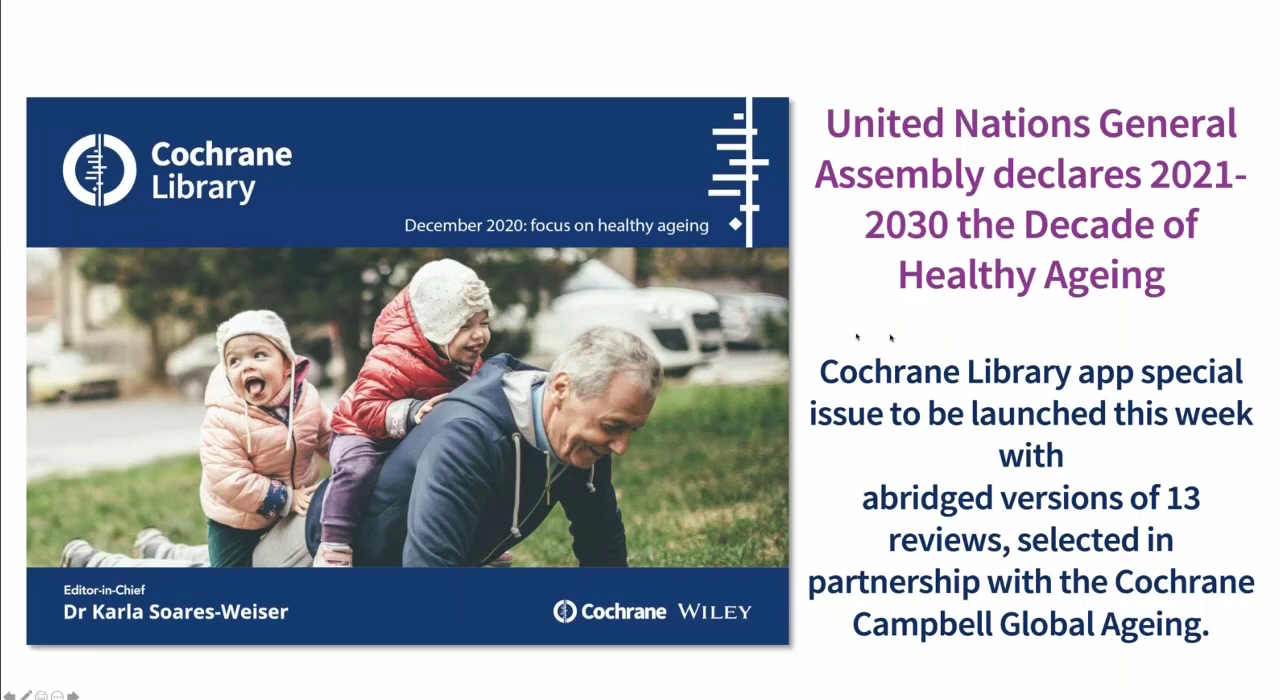 Cochrane
Library
December 2020: focus on healthy ageing
Editor-in-Chief
Dr Karla Soares-Weiser
Cochrane WILEY
United Nations General
Assembly declares 2021-
2030 the Decade of
Healthy Ageing
Cochrane Library app special
issue to be launched this week
with
abridged versions of 13
reviews, selected in
partnership with the Cochrane
Campbell Global Ageing.